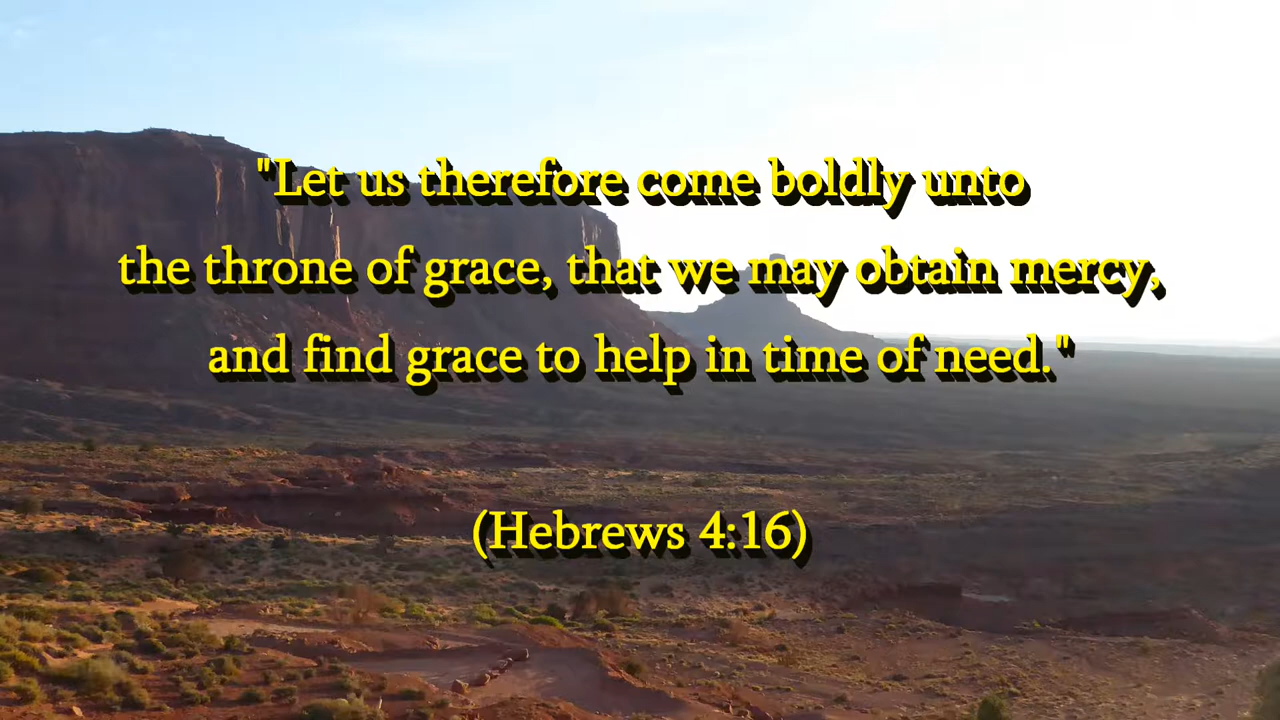 "Let us therefore come boldly unto
the throne of grace, that we may obtain mercy,
and find grace to help in time of need."
(Hebrews 4:16)